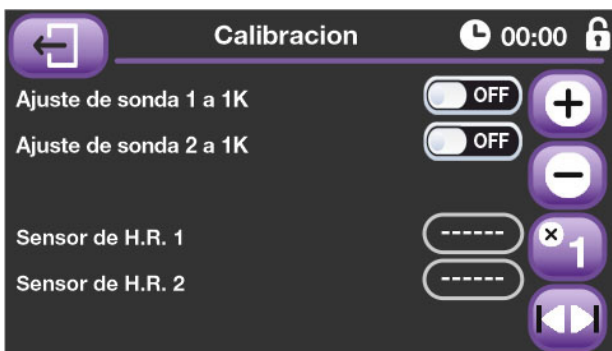 Calibracion 00:00
Ajuste de sonda 1 a 1K OFF
Ajuste de sonda 2 a 1K OFF
Sensor de H.R. 1 ------
Sensor de H.R. 2 ------
×1